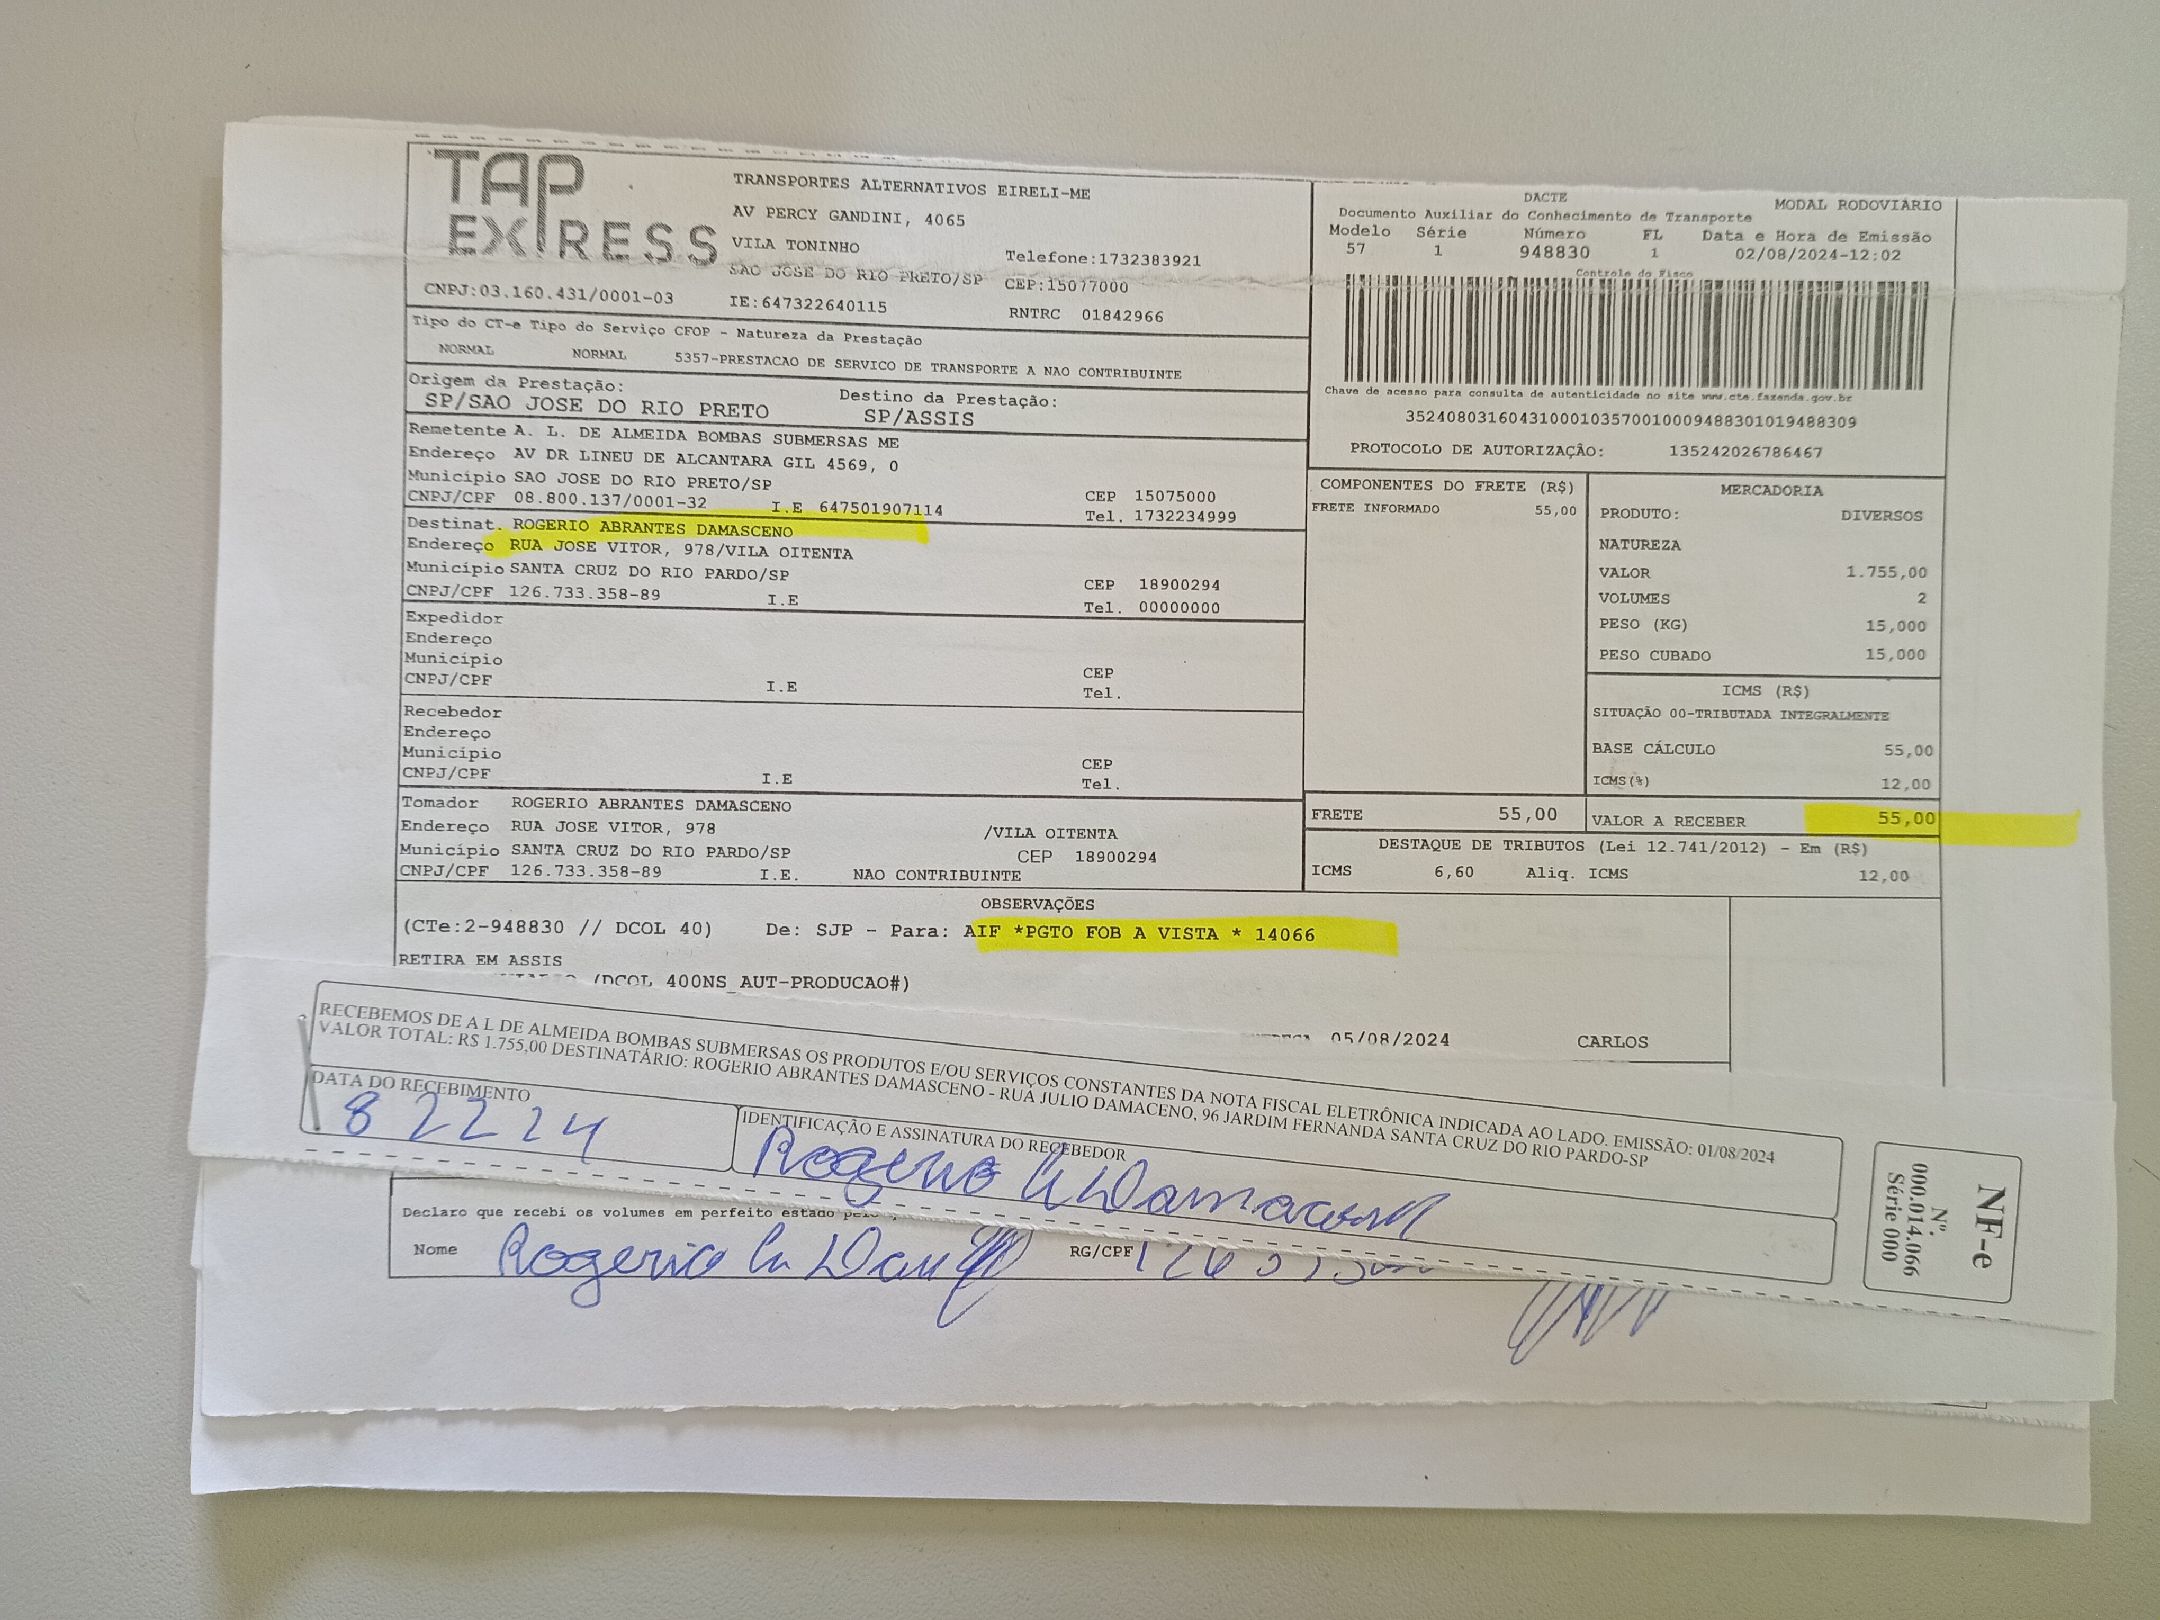 TAP EXPRESS
TRANSPORTES ALTERNATIVOS EIRELI-ME
AV PERCY GANDINI, 4065
VILA TONINHO
Telefone:1732383921
SAO JOSE DO RIO PRETO/SP CEP:15077000
CNPJ:03.160.431/0001-03
IE:647322640115
RNTRC 01842966
DACTE
MODAL RODOVIÁRIO
Documento Auxiliar do Conhecimento de Transporte
Modelo Série Número FL Data e Hora de Emissão
57 1 948830 1 02/08/2024-12:02
Controle do Fisco
Chave de acesso para consulta de autenticidade no site www.cte.fazenda.gov.br
35240803160431000103570010009488301019488309
PROTOCOLO DE AUTORIZAÇÃO: 135242026786467
Tipo do CT-e Tipo do Serviço CFOP - Natureza da Prestação
NORMAL NORMAL 5357-PRESTACAO DE SERVICO DE TRANSPORTE A NAO CONTRIBUINTE
Origem da Prestação: Destino da Prestação:
SP/SAO JOSE DO RIO PRETO SP/ASSIS
Remetente A. L. DE ALMEIDA BOMBAS SUBMERSAS ME
Endereço AV DR LINEU DE ALCANTARA GIL 4569, 0
Município SAO JOSE DO RIO PRETO/SP CEP 15075000
CNPJ/CPF 08.800.137/0001-32 I.E 647501907114 Tel. 1732234999
Destinat. ROGERIO ABRANTES DAMASCENO
Endereço RUA JOSE VITOR, 978/VILA OITENTA
Município SANTA CRUZ DO RIO PARDO/SP CEP 18900294
CNPJ/CPF 126.733.358-89 I.E Tel. 00000000
Expedidor
Endereço
Município CEP
CNPJ/CPF I.E Tel.
Recebedor
Endereço
Município CEP
CNPJ/CPF I.E Tel.
Tomador ROGERIO ABRANTES DAMASCENO
Endereço RUA JOSE VITOR, 978 /VILA OITENTA
Município SANTA CRUZ DO RIO PARDO/SP CEP 18900294
CNPJ/CPF 126.733.358-89 I.E. NAO CONTRIBUINTE
COMPONENTES DO FRETE (R$)
FRETE INFORMADO 55,00
MERCADORIA
PRODUTO: DIVERSOS
NATUREZA
VALOR 1.755,00
VOLUMES 2
PESO (KG) 15,000
PESO CUBADO 15,000
ICMS (R$)
SITUAÇÃO 00-TRIBUTADA INTEGRALMENTE
BASE CÁLCULO 55,00
ICMS(%) 12,00
FRETE 55,00 VALOR A RECEBER 55,00
DESTAQUE DE TRIBUTOS (Lei 12.741/2012) - Em (R$)
ICMS 6,60 Aliq. ICMS 12,00
OBSERVAÇÕES
(CTe:2-948830 // DCOL 40) De: SJP - Para: AIF *PGTO FOB A VISTA * 14066
RETIRA EM ASSIS
/DCOL 400NS_AUT-PRODUCAO#)
05/08/2024 CARLOS
RECEBEMOS DE A L DE ALMEIDA BOMBAS SUBMERSAS OS PRODUTOS E/OU SERVIÇOS CONSTANTES DA NOTA FISCAL ELETRÔNICA INDICADA AO LADO. EMISSÃO: 01/08/2024
VALOR TOTAL: R$ 1.755,00 DESTINATÁRIO: ROGERIO ABRANTES DAMASCENO - RUA JULIO DAMACENO, 96 JARDIM FERNANDA SANTA CRUZ DO RIO PARDO-SP
DATA DO RECEBIMENTO
8 22 24
IDENTIFICAÇÃO E ASSINATURA DO RECEBEDOR
Rogerio
NF-e
Nº.
000.014.066
Série 000
Declaro que recebi os volumes em perfeito estado
Nome Rogerio RG/CPF